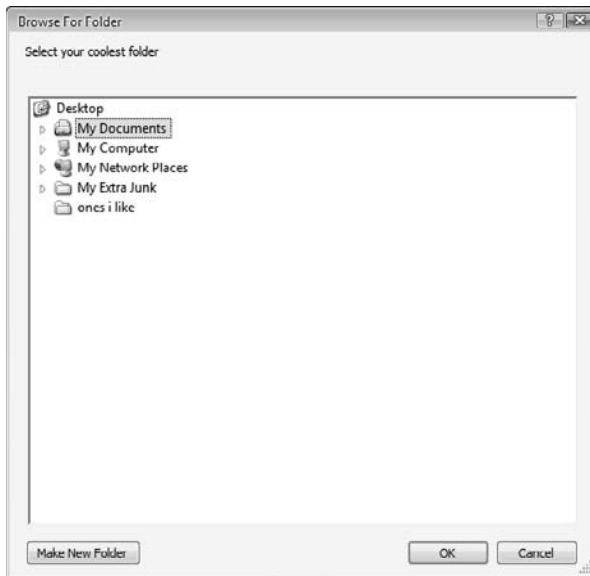 Browse For Folder
Select your coolest folder
Desktop
My Documents
My Computer
My Network Places
My Extra Junk
ones i like
Make New Folder
OK
Cancel